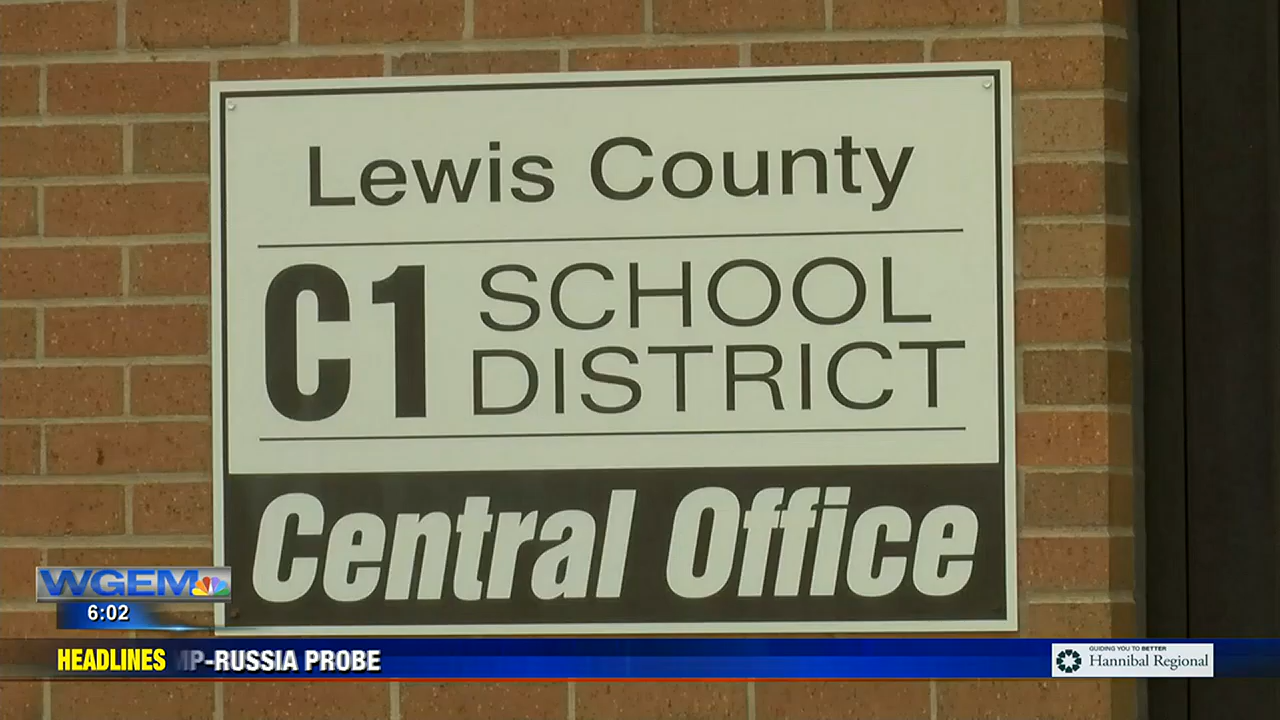 Lewis County
C1 SCHOOL
DISTRICT
Central Office
WGEM
6:02
HEADLINES MP-RUSSIA PROBE
GUIDING YOU TO BETTER
Hannibal Regional